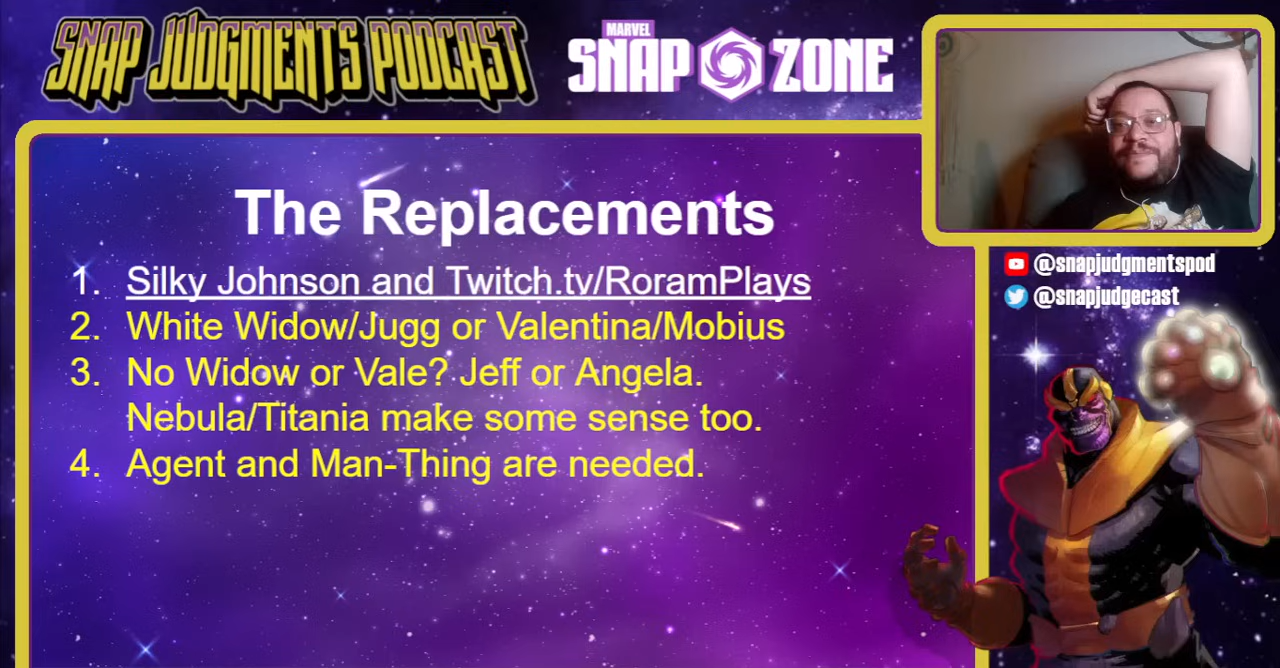 SNAP JUDGMENTS PODCAST
MARVEL
SNAP ZONE
The Replacements
1. Silky Johnson and Twitch.tv/RoramPlays
2. White Widow/Jugg or Valentina/Mobius
3. No Widow or Vale? Jeff or Angela.
Nebula/Titania make some sense too.
4. Agent and Man-Thing are needed.
@snapjudgmentspod
@snapjudgecast